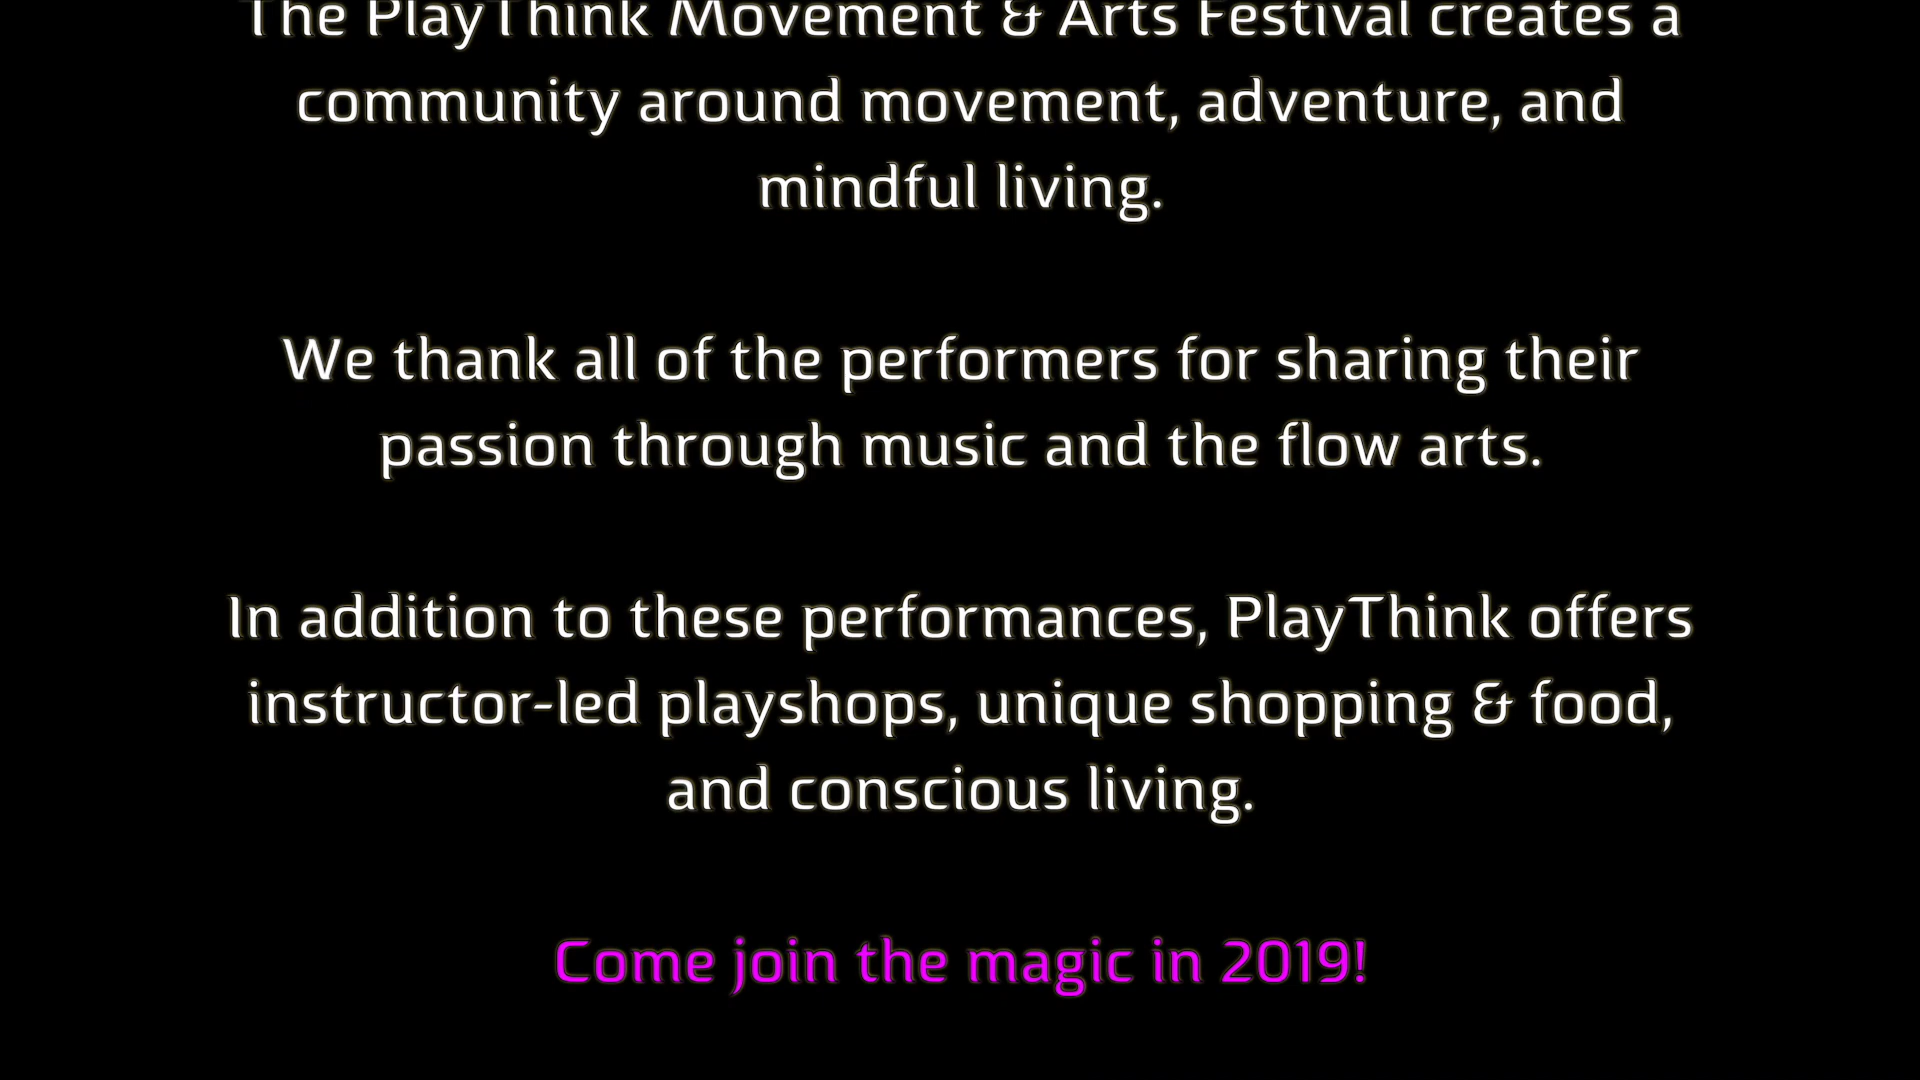 The PlayThink Movement & Arts Festival creates a
community around movement, adventure, and
mindful living.
We thank all of the performers for sharing their
passion through music and the flow arts.
In addition to these performances, PlayThink offers
instructor-led playshops, unique shopping & food,
and conscious living.
Come join the magic in 2019!